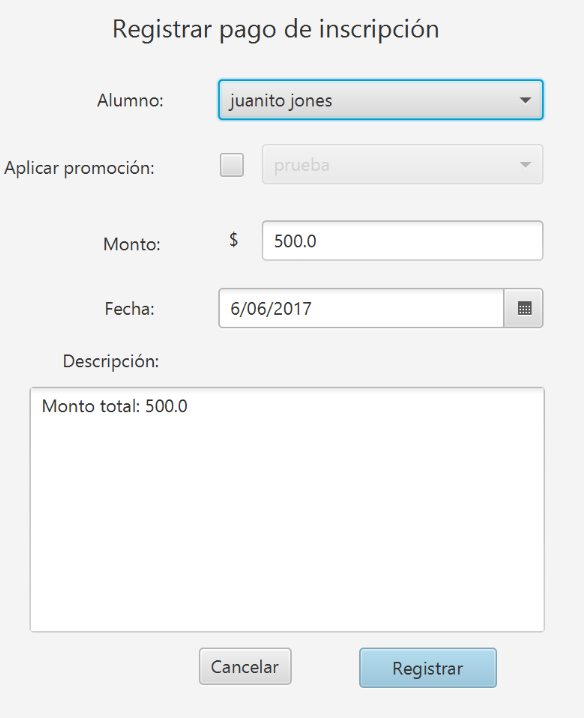 Registrar pago de inscripción
Alumno: juanito jones
Aplicar promoción: prueba
Monto: $ 500.0
Fecha: 6/06/2017
Descripción:
Monto total: 500.0
Cancelar Registrar